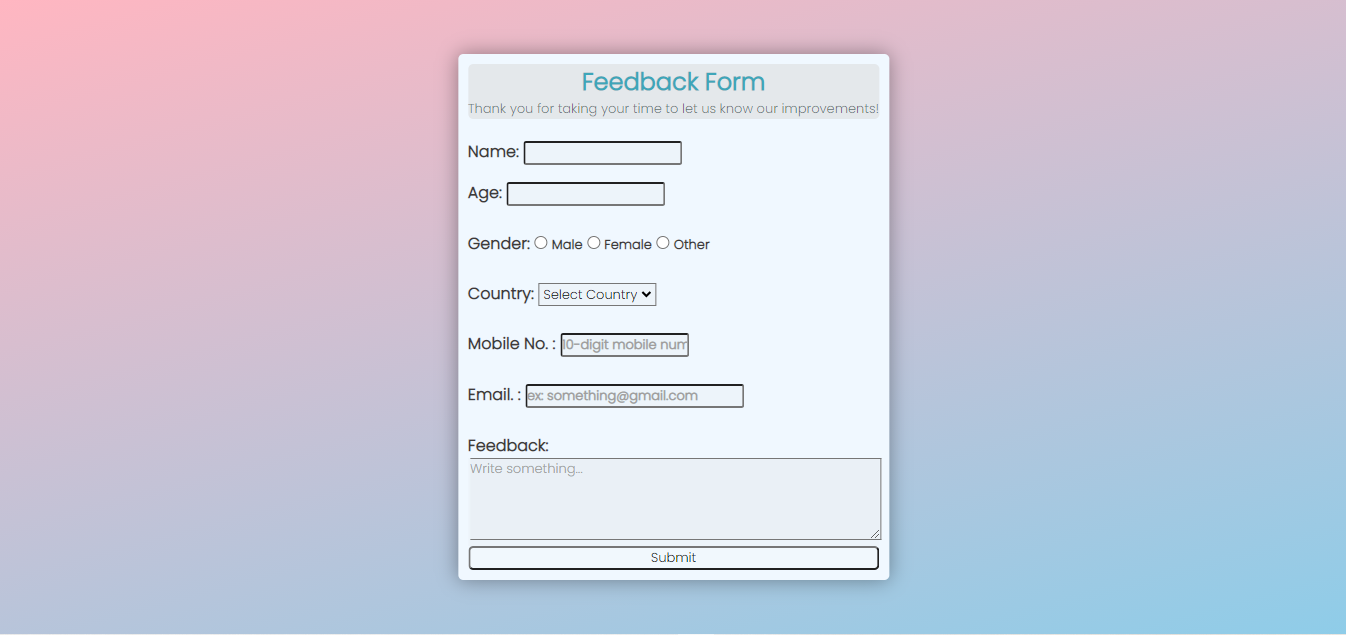 Feedback Form
Thank you for taking your time to let us know our improvements!
Name:
Age:
Gender: Male Female Other
Country: Select Country
Mobile No. : 10-digit mobile num
Email. : ex: something@gmail.com
Feedback:
Write something...
Submit